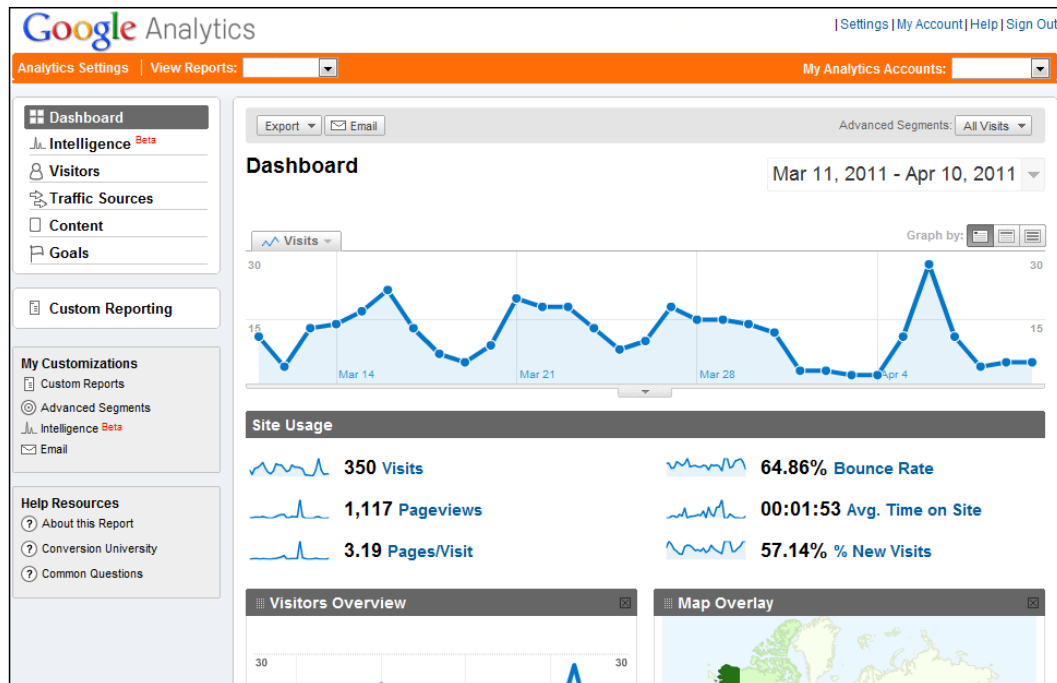 Google Analytics
| Settings | My Account | Help | Sign Out
Analytics Settings | View Reports:
My Analytics Accounts:
Dashboard
Intelligence Beta
Visitors
Traffic Sources
Content
Goals
Custom Reporting
My Customizations
Custom Reports
Advanced Segments
Intelligence Beta
Email
Help Resources
? About this Report
? Conversion University
? Common Questions
Export Email
Advanced Segments: All Visits
Dashboard
Mar 11, 2011 - Apr 10, 2011
Visits
Graph by:
30 30
15 15
Mar 14 Mar 21 Mar 28 Apr 4
Site Usage
350 Visits
64.86% Bounce Rate
1,117 Pageviews
00:01:53 Avg. Time on Site
3.19 Pages/Visit
57.14% % New Visits
Visitors Overview
Map Overlay
30 30